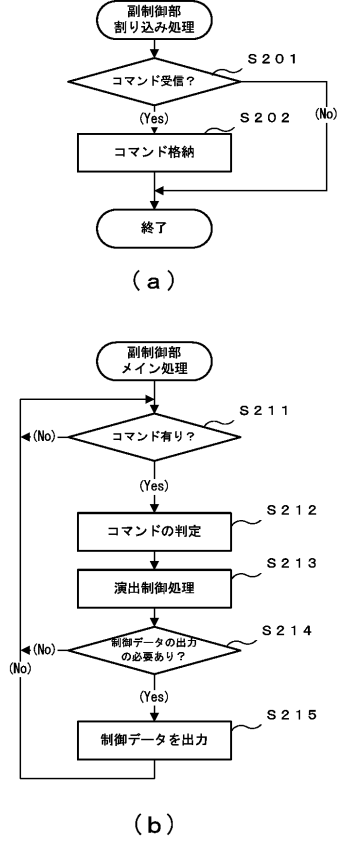 副制御部
割り込み処理
S201
コマンド受信？
(Yes)
(No)
S202
コマンド格納
終了
(a)
副制御部
メイン処理
S211
(No)
コマンド有り？
(Yes)
S212
コマンドの判定
S213
演出制御処理
S214
(No)
制御データの出力
の必要あり？
(No)
(Yes)
S215
制御データを出力
(b)